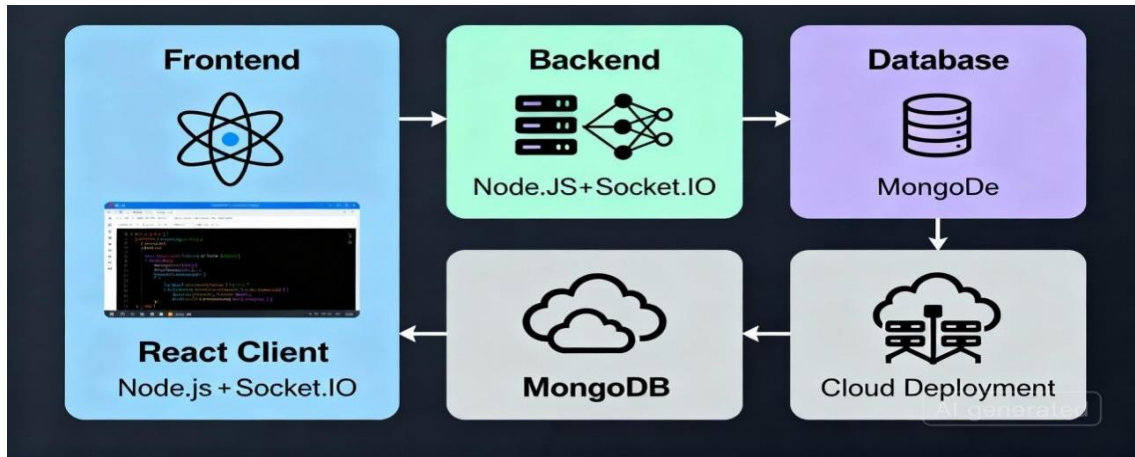 Frontend
React Client
Node.js + Socket.IO
Backend
Node.JS+Socket.IO
Database
MongoDe
MongoDB
Cloud Deployment
AI generated